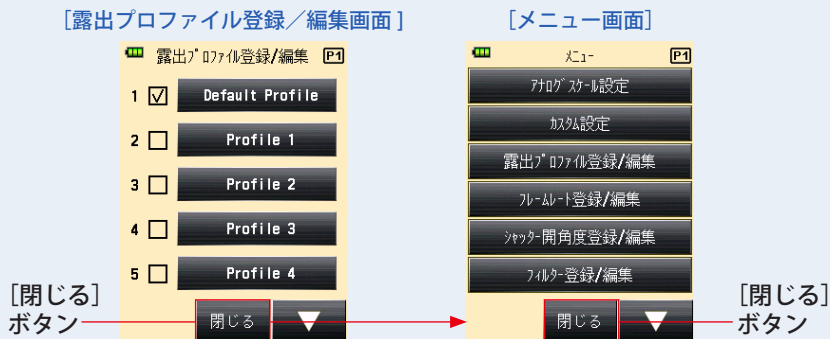 [露出プロファイル登録／編集画面]
露出ﾌﾟﾛﾌｧｲﾙ登録/編集 P1
1 Default Profile
2 Profile 1
3 Profile 2
4 Profile 3
5 Profile 4
閉じる
[閉じる]
ボタン
[メニュー画面]
ﾒﾆｭｰ P1
ｱﾅﾛｸﾞｽｹｰﾙ設定
ｶｽﾀﾑ設定
露出ﾌﾟﾛﾌｧｲﾙ登録/編集
ﾌﾚｰﾑﾚｰﾄ登録/編集
ｼｬｯﾀｰ開角度登録/編集
ﾌｨﾙﾀｰ登録/編集
閉じる
[閉じる]
ボタン